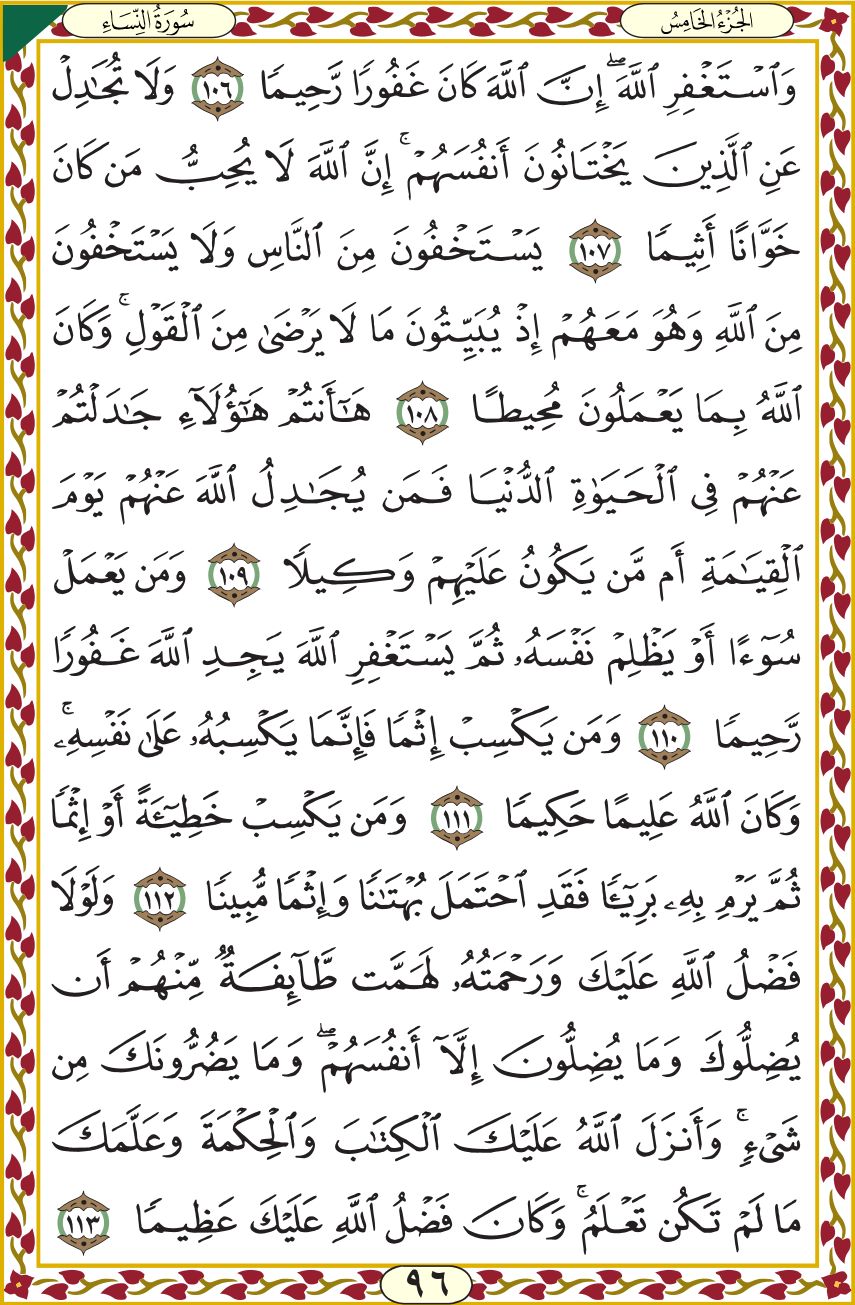 الجُزْءُ الخَامِسُ
سُورَةُ النِّسَاءِ
وَٱسْتَغْفِرِ ٱللَّهَ ۖ إِنَّ ٱللَّهَ كَانَ غَفُورًا رَّحِيمًا ١٠٦ وَلَا تُجَٰدِلْ
عَنِ ٱلَّذِينَ يَخْتَانُونَ أَنفُسَهُمْ ۚ إِنَّ ٱللَّهَ لَا يُحِبُّ مَن كَانَ
خَوَّانًا أَثِيمًا ١٠٧ يَسْتَخْفُونَ مِنَ ٱلنَّاسِ وَلَا يَسْتَخْفُونَ
مِنَ ٱللَّهِ وَهُوَ مَعَهُمْ إِذْ يُبَيِّتُونَ مَا لَا يَرْضَىٰ مِنَ ٱلْقَوْلِ ۚ وَكَانَ
ٱللَّهُ بِمَا يَعْمَلُونَ مُحِيطًا ١٠٨ هَٰٓأَنتُمْ هَٰٓؤُلَآءِ جَٰدَلْتُمْ
عَنْهُمْ فِى ٱلْحَيَوٰةِ ٱلدُّنْيَا فَمَن يُجَٰدِلُ ٱللَّهَ عَنْهُمْ يَوْمَ
ٱلْقِيَٰمَةِ أَم مَّن يَكُونُ عَلَيْهِمْ وَكِيلًا ١٠٩ وَمَن يَعْمَلْ
سُوٓءًا أَوْ يَظْلِمْ نَفْسَهُۥ ثُمَّ يَسْتَغْفِرِ ٱللَّهَ يَجِدِ ٱللَّهَ غَفُورًا
رَّحِيمًا ١١٠ وَمَن يَكْسِبْ إِثْمًا فَإِنَّمَا يَكْسِبُهُۥ عَلَىٰ نَفْسِهِۦ ۚ
وَكَانَ ٱللَّهُ عَلِيمًا حَكِيمًا ١١١ وَمَن يَكْسِبْ خَطِيٓـَٔةً أَوْ إِثْمًا
ثُمَّ يَرْمِ بِهِۦ بَرِيٓـًٔا فَقَدِ ٱحْتَمَلَ بُهْتَٰنًا وَإِثْمًا مُّبِينًا ١١٢ وَلَوْلَا
فَضْلُ ٱللَّهِ عَلَيْكَ وَرَحْمَتُهُۥ لَهَمَّت طَّآئِفَةٌ مِّنْهُمْ أَن
يُضِلُّوكَ وَمَا يُضِلُّونَ إِلَّآ أَنفُسَهُمْ ۖ وَمَا يَضُرُّونَكَ مِن
شَىْءٍ ۚ وَأَنزَلَ ٱللَّهُ عَلَيْكَ ٱلْكِتَٰبَ وَٱلْحِكْمَةَ وَعَلَّمَكَ
مَا لَمْ تَكُن تَعْلَمُ ۚ وَكَانَ فَضْلُ ٱللَّهِ عَلَيْكَ عَظِيمًا ١١٣
٩٦